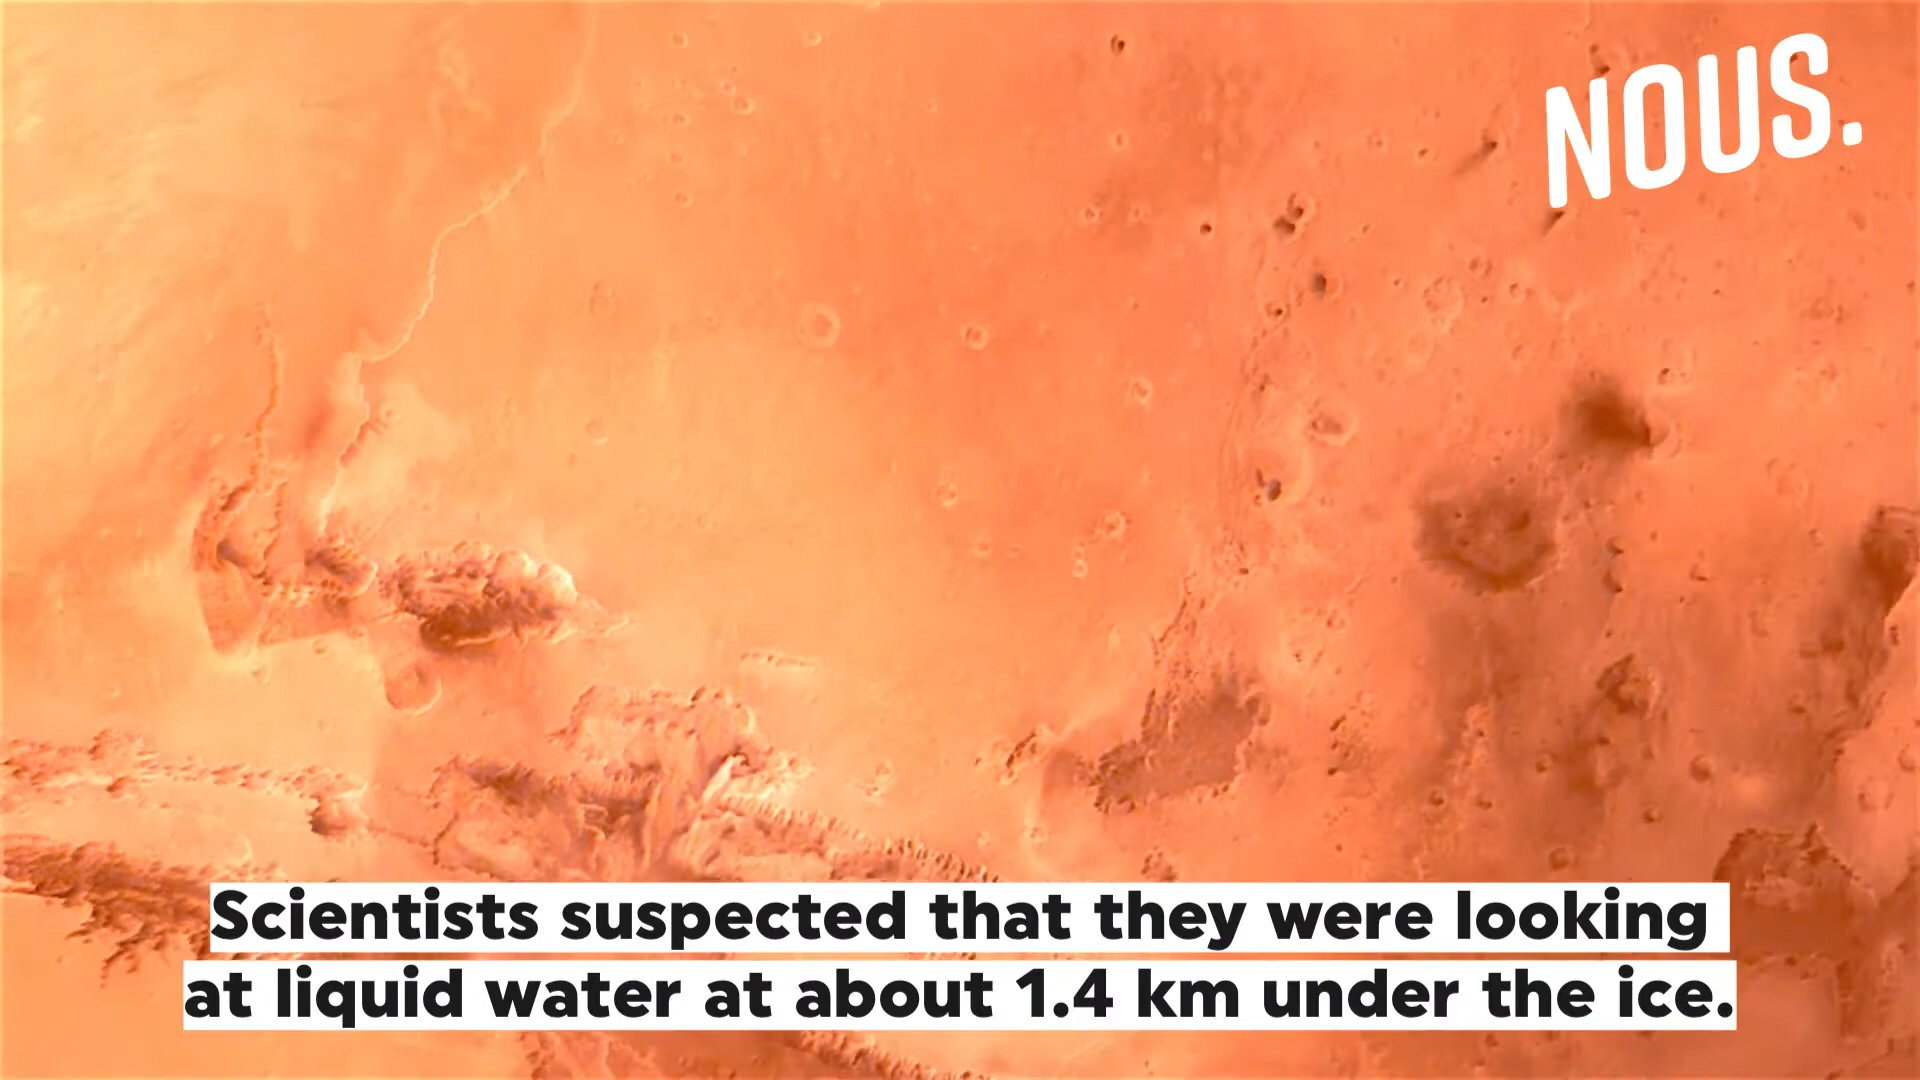 NOUS.
Scientists suspected that they were looking
at liquid water at about 1.4 km under the ice.